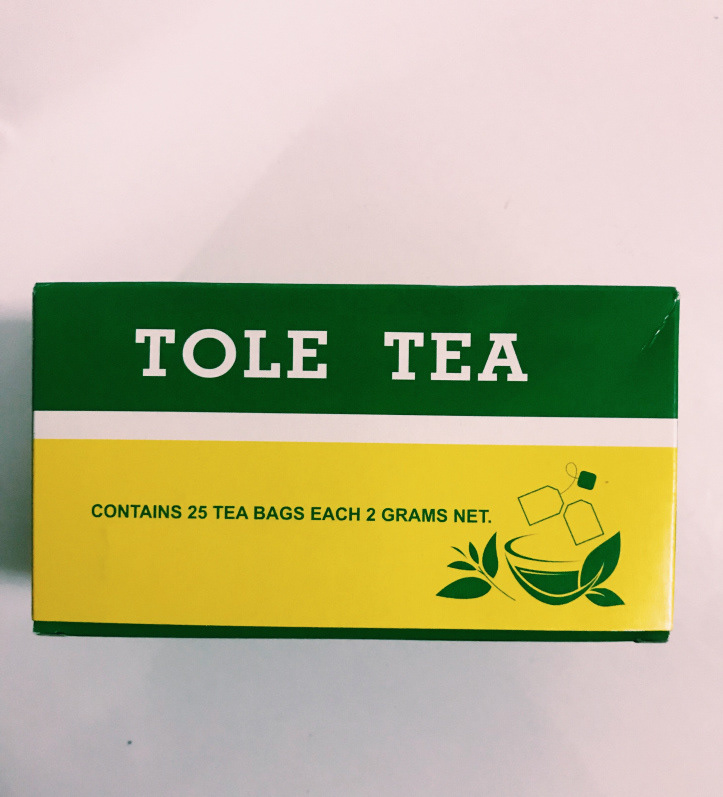 TOLE TEA
CONTAINS 25 TEA BAGS EACH 2 GRAMS NET.